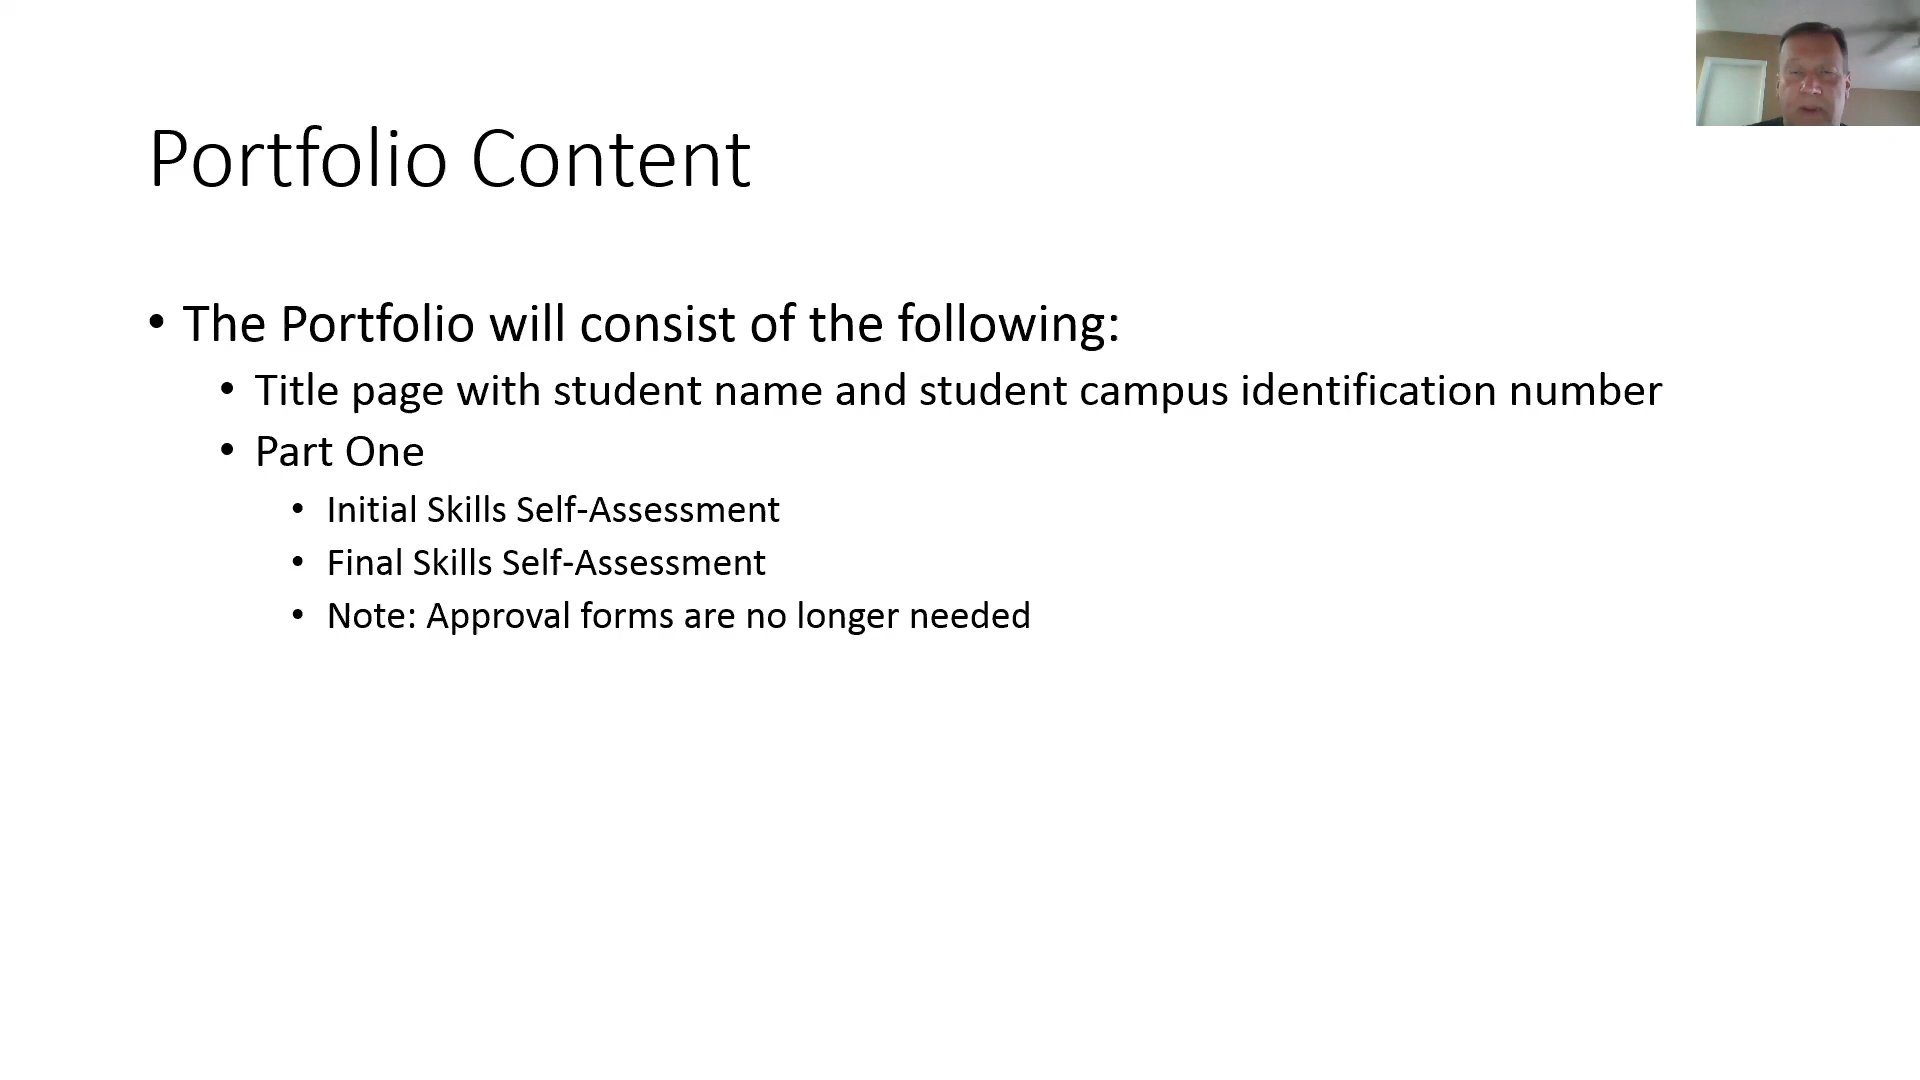 Portfolio Content
• The Portfolio will consist of the following:
• Title page with student name and student campus identification number
• Part One
• Initial Skills Self-Assessment
• Final Skills Self-Assessment
• Note: Approval forms are no longer needed